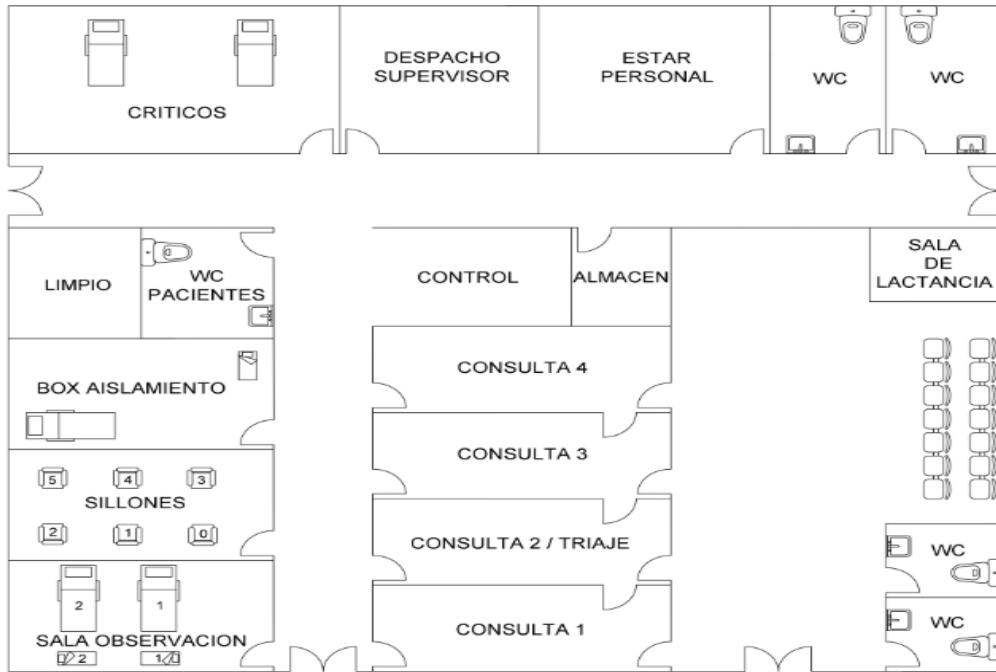 CRITICOS
DESPACHO
SUPERVISOR
ESTAR
PERSONAL
WC
WC
LIMPIO
WC
PACIENTES
CONTROL
ALMACEN
SALA
DE
LACTANCIA
BOX AISLAMIENTO
CONSULTA 4
5 4 3
SILLONES
2 1 0
CONSULTA 3
CONSULTA 2 / TRIAJE
2 1
SALA OBSERVACION
2 1
CONSULTA 1
WC
WC